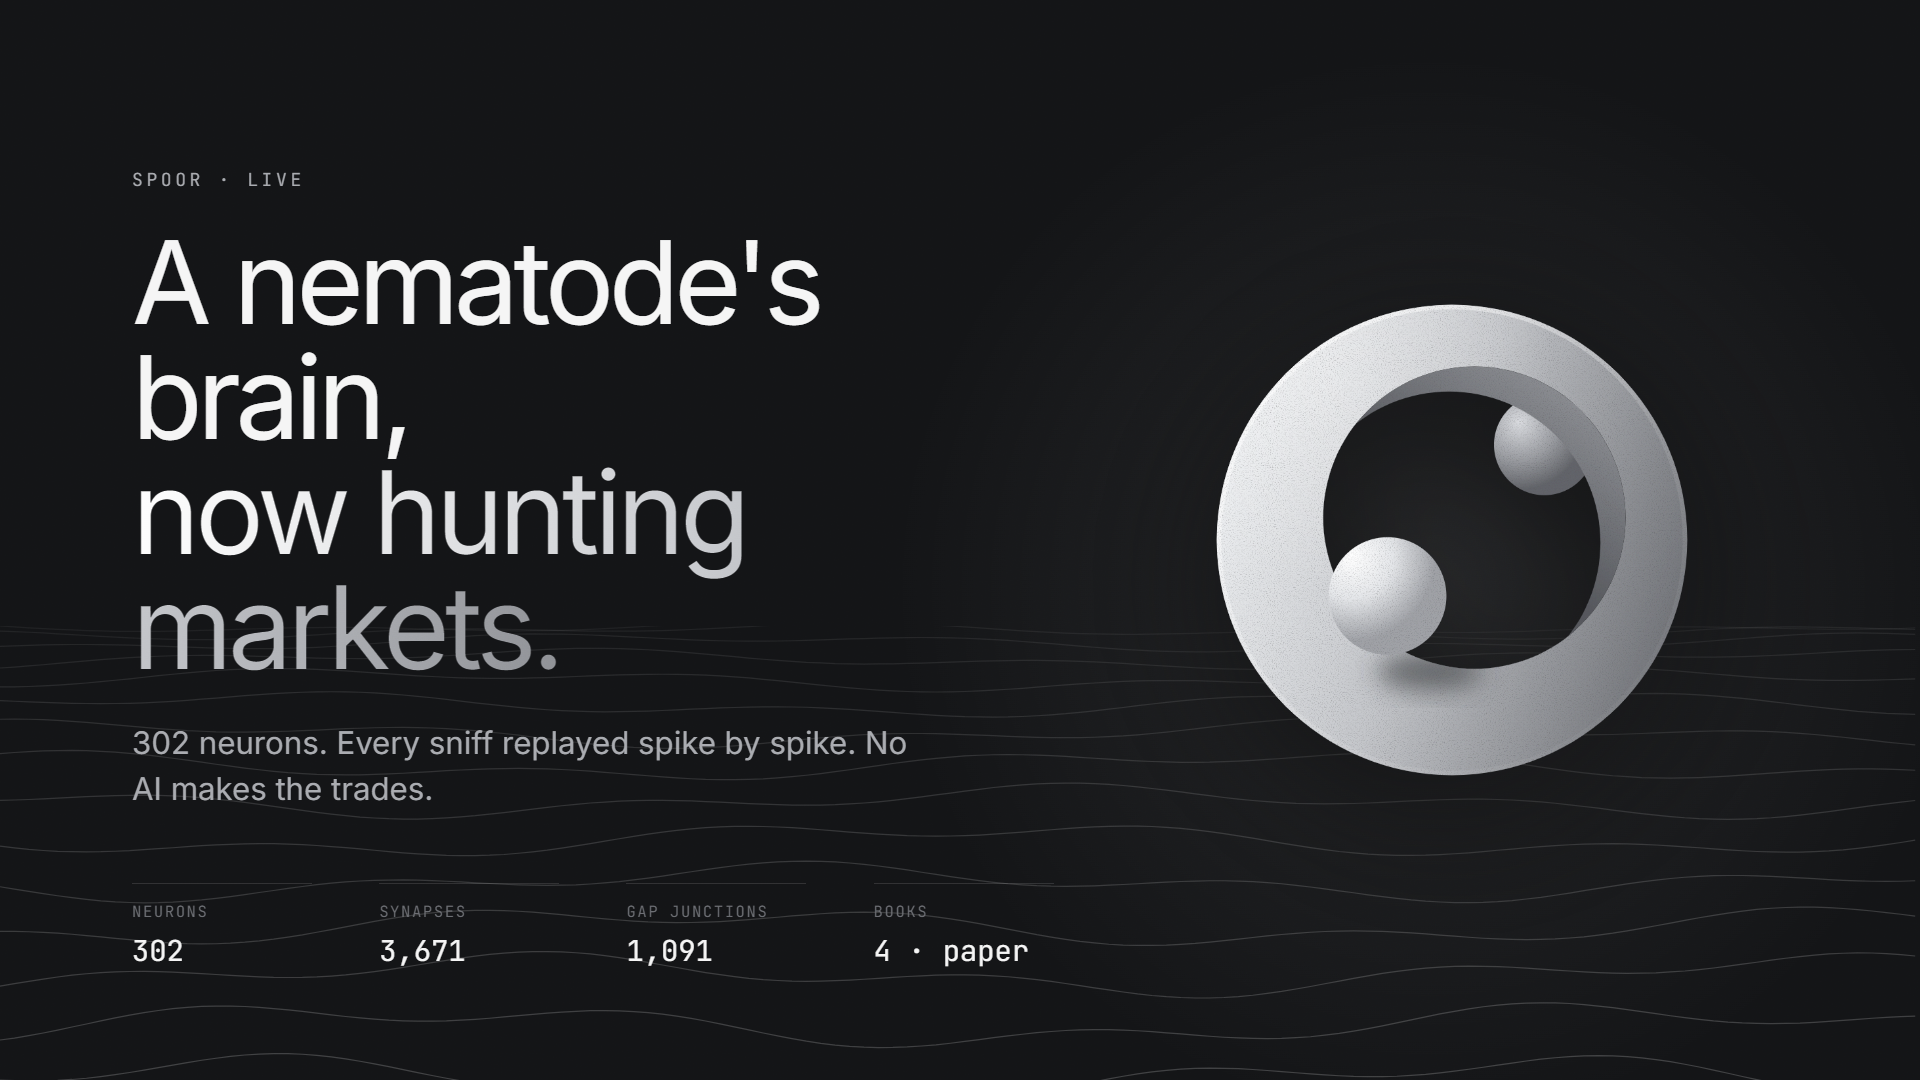 SPOOR · LIVE
A nematode's
brain,
now hunting
markets.
302 neurons. Every sniff replayed spike by spike. No
AI makes the trades.
NEURONS
302
SYNAPSES
3,671
GAP JUNCTIONS
1,091
BOOKS
4 · paper